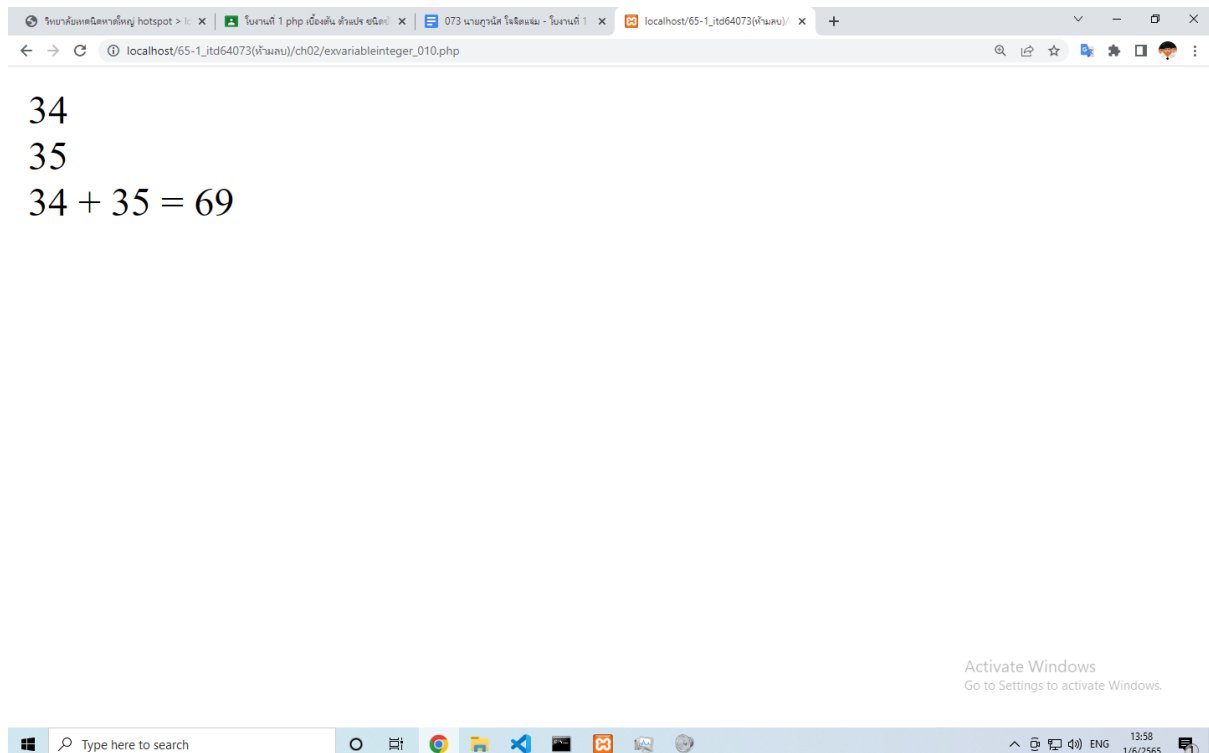 วิทยาลัยเทคนิคหาดใหญ่ hotspot > lo
ใบงานที่ 1 php เบื้องต้น ตัวแปร ชนิดข้
073 นายภูวนัส ใจจิตแจ่ม - ใบงานที่ 1
localhost/65-1_itd64073(ห้ามลบ)/
localhost/65-1_itd64073(ห้ามลบ)/ch02/exvariableinteger_010.php
34
35
34 + 35 = 69
Activate Windows
Go to Settings to activate Windows.
Type here to search
ENG
13:58
1/6/2565